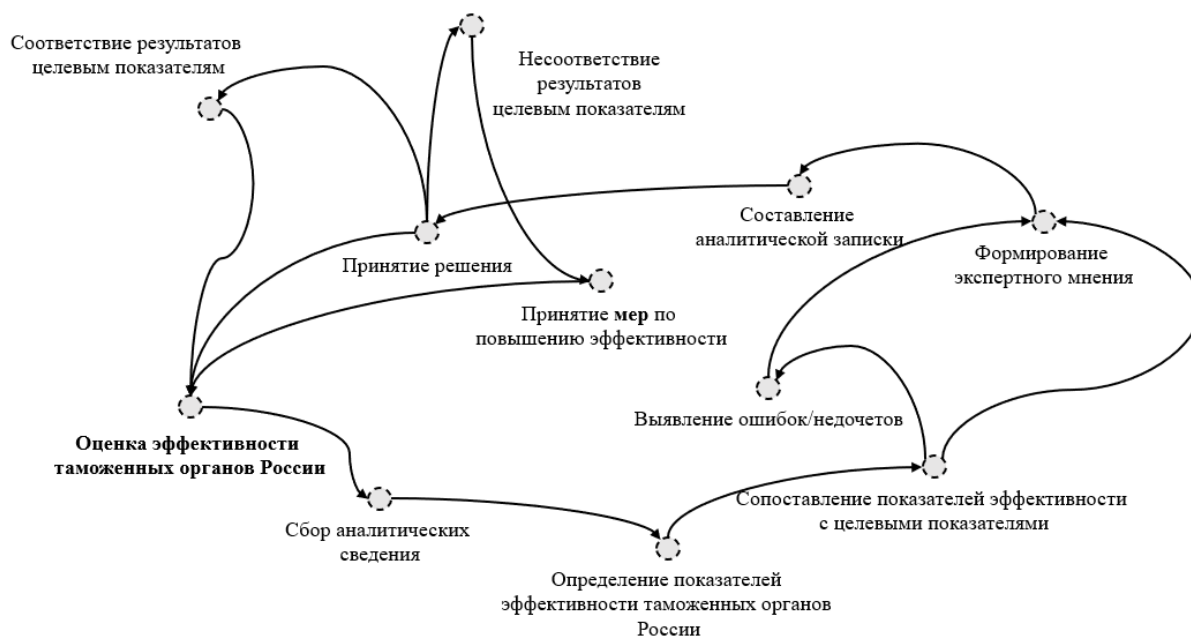 Соответствие результатов
целевым показателям
Несоответствие
результатов
целевым показателям
Составление
аналитической записки
Формирование
экспертного мнения
Принятие решения
Принятие мер по
повышению эффективности
Выявление ошибок/недочетов
Оценка эффективности
таможенных органов России
Сопоставление показателей эффективности
с целевыми показателями
Сбор аналитических
сведения
Определение показателей
эффективности таможенных органов
России